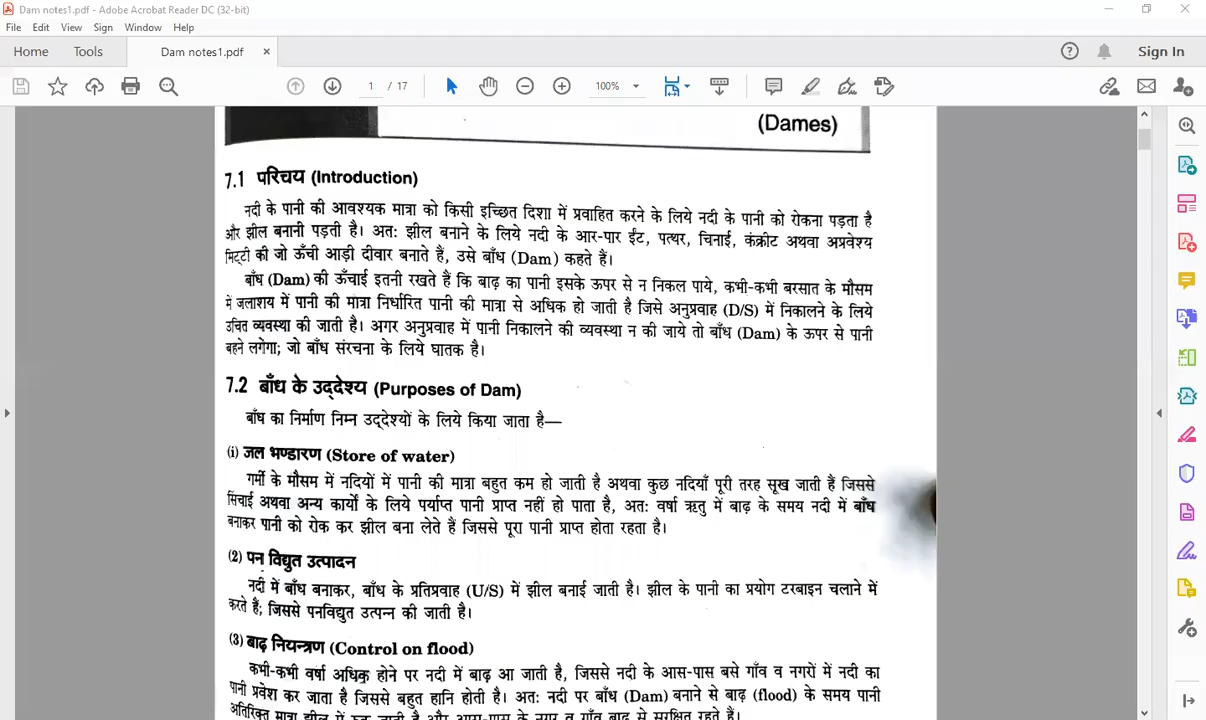 Dam notes1.pdf - Adobe Acrobat Reader DC (32-bit)
File Edit View Sign Window Help
Home Tools Dam notes1.pdf × Sign In
1 / 17 100%
(Dames)
7.1 परिचय (Introduction)
नदी के पानी की आवश्यक मात्रा को किसी इच्छित दिशा में प्रवाहित करने के लिये नदी के पानी को रोकना पड़ता है
और झील बनानी पड़ती है। अतः झील बनाने के लिये नदी के आर-पार ईंट, पत्थर, चिनाई, कंक्रीट अथवा अप्रवेश्य
मिट्टी की जो ऊँची आड़ी दीवार बनाते हैं, उसे बाँध (Dam) कहते हैं।
बाँध (Dam) की ऊँचाई इतनी रखते हैं कि बाढ़ का पानी इसके ऊपर से न निकल पाये, कभी-कभी बरसात के मौसम
में जलाशय में पानी की मात्रा निर्धारित पानी की मात्रा से अधिक हो जाती है जिसे अनुप्रवाह (D/S) में निकालने के लिये
उचित व्यवस्था की जाती है। अगर अनुप्रवाह में पानी निकालने की व्यवस्था न की जाये तो बाँध (Dam) के ऊपर से पानी
बहने लगेगा; जो बाँध संरचना के लिये घातक है।
7.2 बाँध के उद्देश्य (Purposes of Dam)
बाँध का निर्माण निम्न उद्देश्यों के लिये किया जाता है—
(i) जल भण्डारण (Store of water)
गर्मी के मौसम में नदियों में पानी की मात्रा बहुत कम हो जाती है अथवा कुछ नदियाँ पूरी तरह सूख जाती हैं जिससे
सिंचाई अथवा अन्य कार्यों के लिये पर्याप्त पानी प्राप्त नहीं हो पाता है, अतः वर्षा ऋतु में बाढ़ के समय नदी में बाँध
बनाकर पानी को रोक कर झील बना लेते हैं जिससे पूरा पानी प्राप्त होता रहता है।
(2) पन विद्युत उत्पादन
नदी में बाँध बनाकर, बाँध के प्रतिप्रवाह (U/S) में झील बनाई जाती है। झील के पानी का प्रयोग टरबाइन चलाने में
करते हैं; जिससे पनविद्युत उत्पन्न की जाती है।
(3) बाढ़ नियन्त्रण (Control on flood)
कभी-कभी वर्षा अधिक होने पर नदी में बाढ़ आ जाती है, जिससे नदी के आस-पास बसे गाँव व नगरों में नदी का
पानी प्रवेश कर जाता है जिससे बहुत हानि होती है। अतः नदी पर बाँध (Dam) बनाने से बाढ़ (flood) के समय पानी
अतिरिक्त मात्रा झील में रुक जाती है और आस-पास के नगर व गाँव बाढ़ से सुरक्षित रहते हैं।